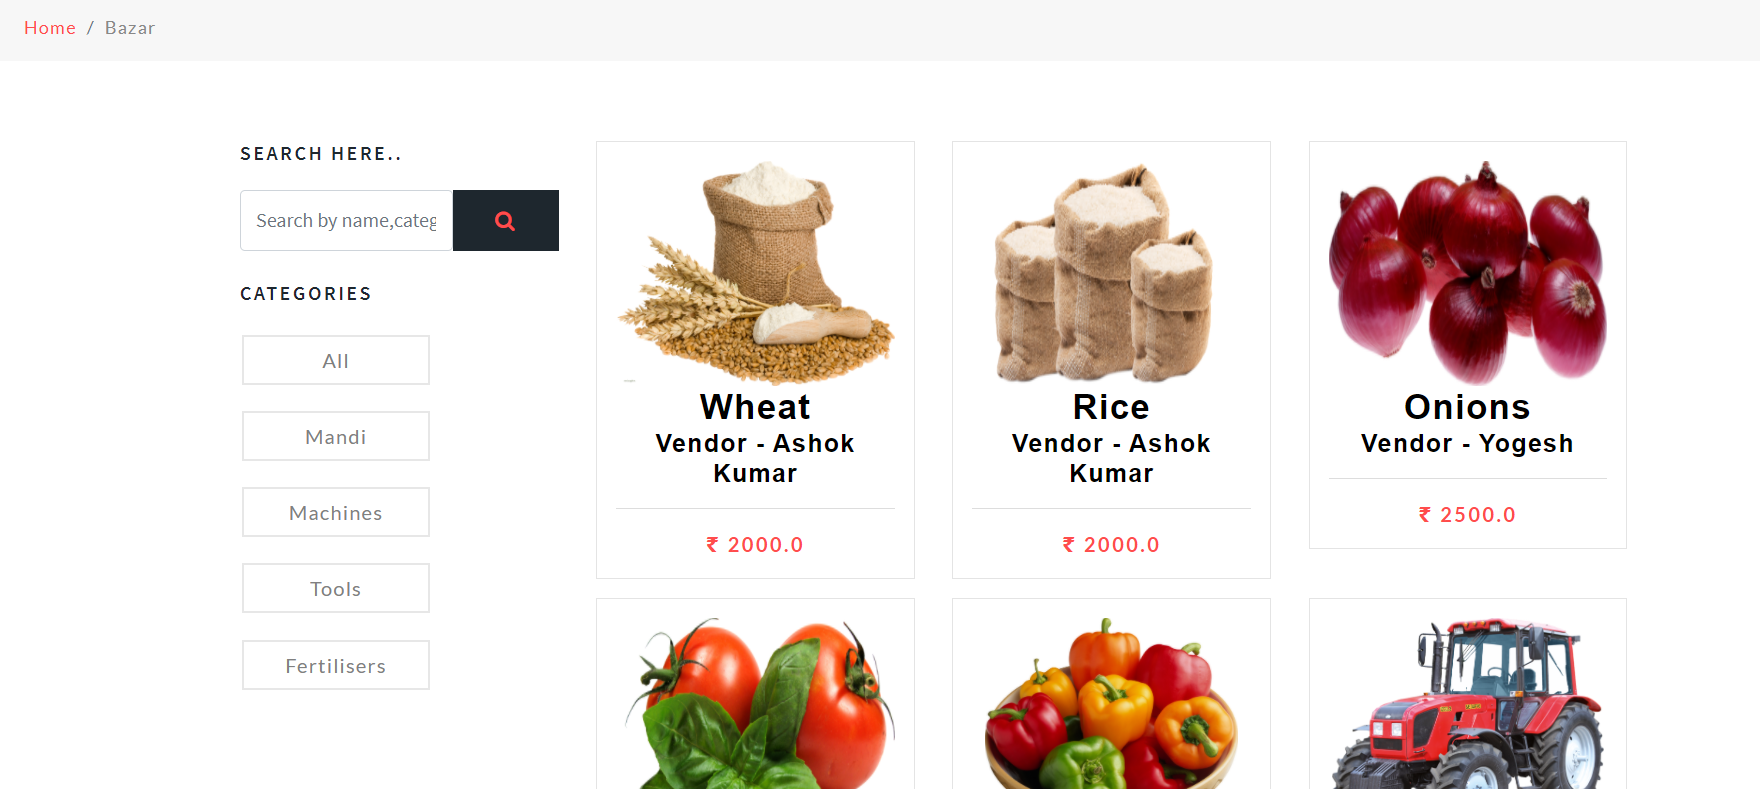 Home / Bazar
SEARCH HERE..
Search by name,categ
CATEGORIES
All
Mandi
Machines
Tools
Fertilisers
Wheat
Vendor - Ashok
Kumar
₹ 2000.0
Rice
Vendor - Ashok
Kumar
₹ 2000.0
Onions
Vendor - Yogesh
₹ 2500.0